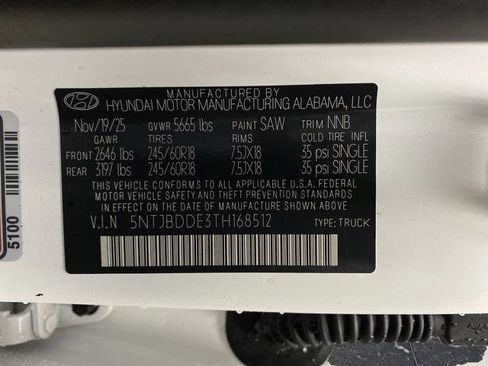 MANUFACTURED BY
HYUNDAI MOTOR MANUFACTURING ALABAMA, LLC
Nov/19/25 GVWR 5665 lbs PAINT SAW TRIM NNB
GAWR TIRES RIMS COLD TIRE INFL
FRONT 2646 lbs 245/60R18 7.5JX18 35 psi SINGLE
REAR 3197 lbs 245/60R18 7.5JX18 35 psi SINGLE
THIS VEHICLE CONFORMS TO ALL APPLICABLE U.S.A. FEDERAL
MOTOR VEHICLE SAFETY AND THEFT PREVENTION STANDARDS
IN EFFECT ON THE DATE OF MANUFACTURE SHOWN ABOVE.
V.I.N 5NTJBDDE3TH168512 TYPE: TRUCK
5100